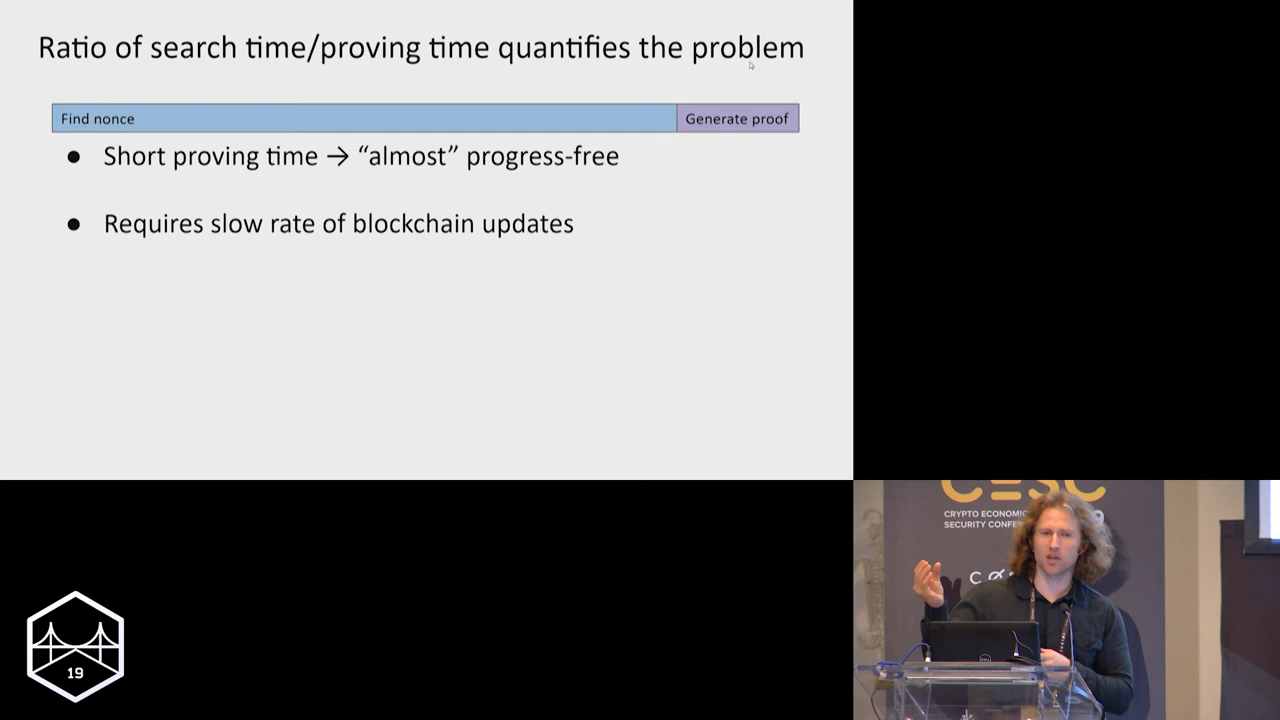 Ratio of search time/proving time quantifies the problem
Find nonce
Generate proof
● Short proving time → “almost” progress-free
● Requires slow rate of blockchain updates
CESC
CRYPTO ECONOMIC
SECURITY
19